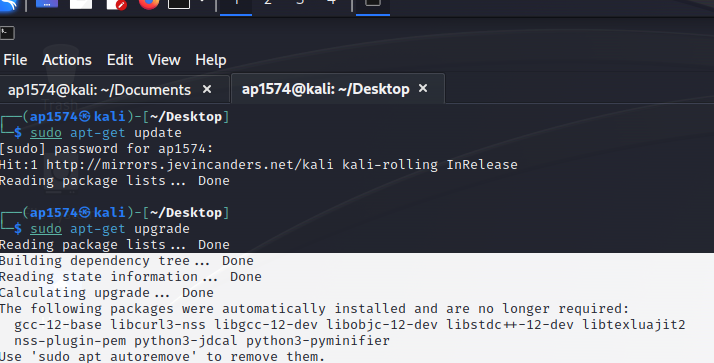 1 2 3 4
File Actions Edit View Help
ap1574@kali: ~/Documents × ap1574@kali: ~/Desktop ×
┌──(ap1574㉿kali)-[~/Desktop]
└─$ sudo apt-get update
[sudo] password for ap1574:
Hit:1 http://mirrors.jevincanders.net/kali kali-rolling InRelease
Reading package lists... Done
┌──(ap1574㉿kali)-[~/Desktop]
└─$ sudo apt-get upgrade
Reading package lists... Done
Building dependency tree... Done
Reading state information... Done
Calculating upgrade... Done
The following packages were automatically installed and are no longer required:
gcc-12-base libcurl3-nss libgcc-12-dev libobjc-12-dev libstdc++-12-dev libtexluajit2
nss-plugin-pem python3-jdcal python3-pyminifier
Use 'sudo apt autoremove' to remove them.